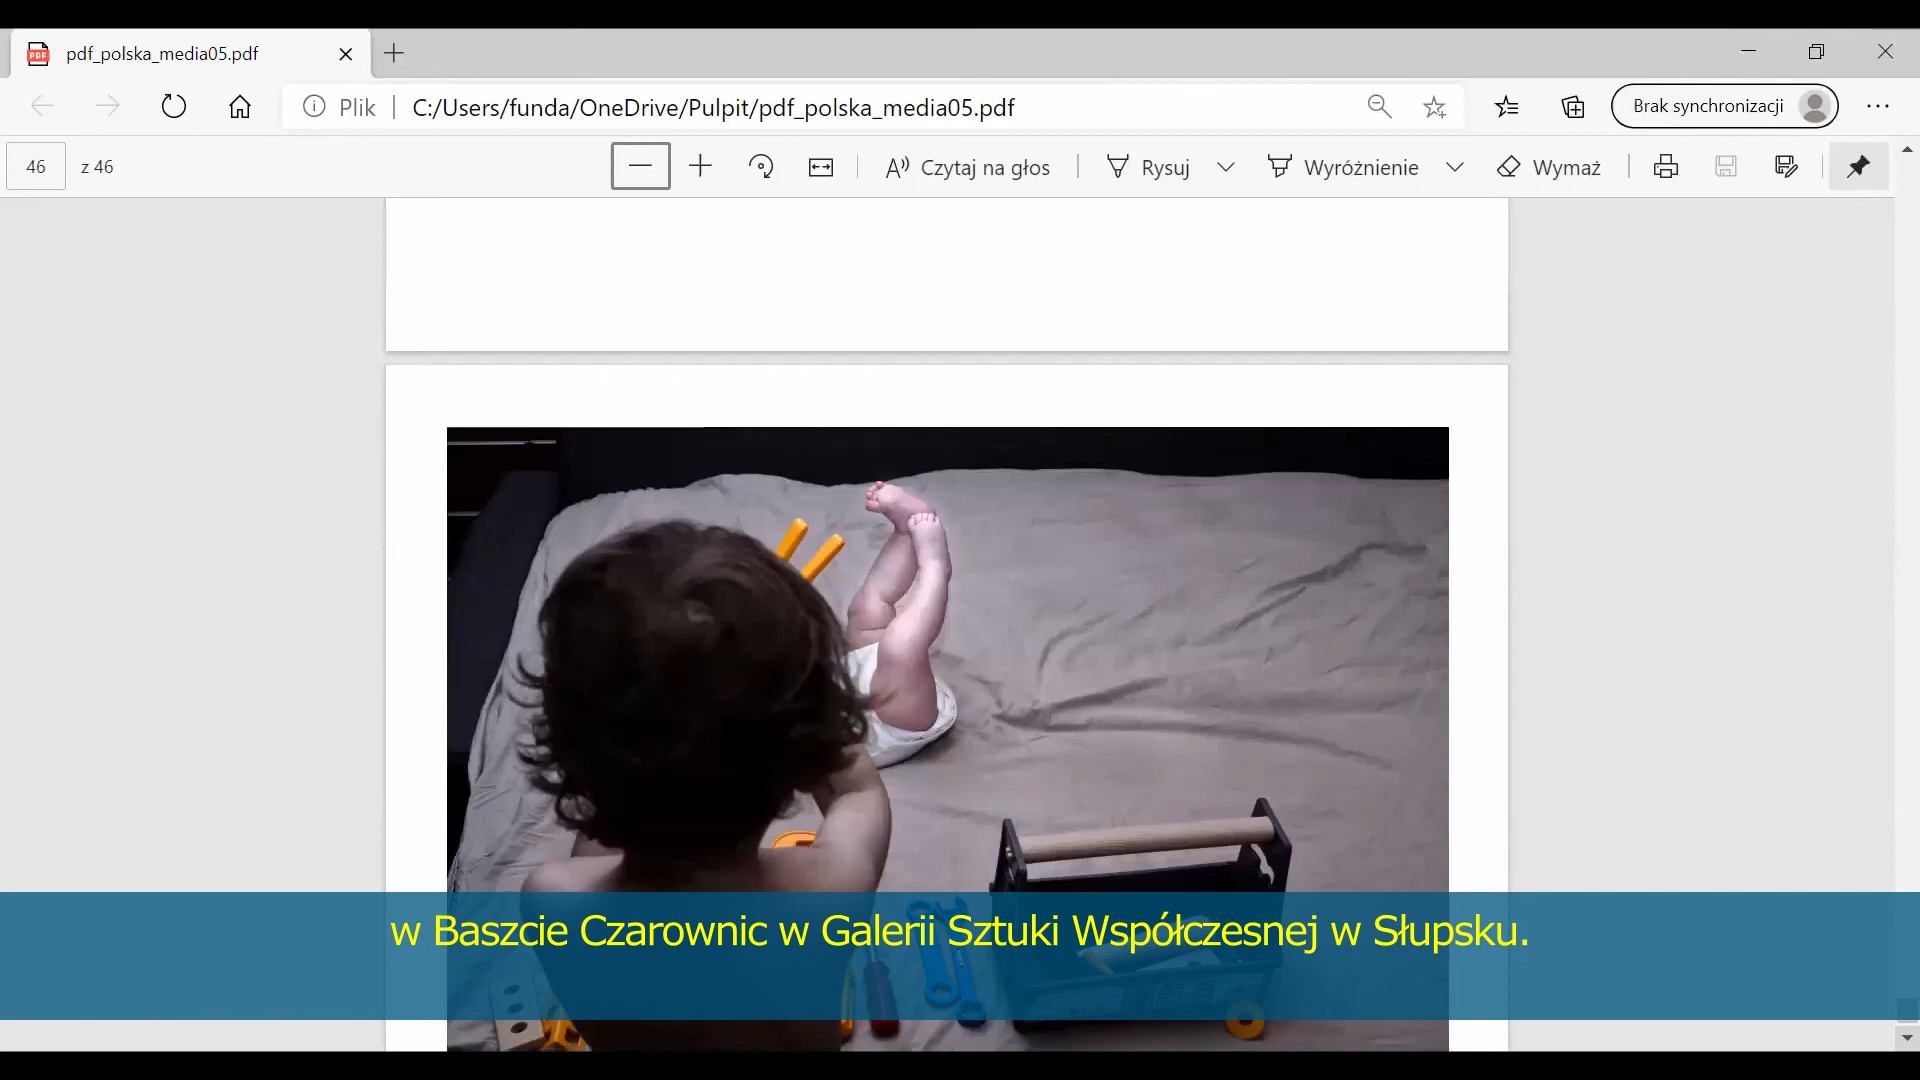 pdf_polska_media05.pdf
Plik
C:/Users/funda/OneDrive/Pulpit/pdf_polska_media05.pdf
Brak synchronizacji
46 z 46
Czytaj na głos
Rysuj
Wyróżnienie
Wymaż
w Baszcie Czarownic w Galerii Sztuki Współczesnej w Słupsku.